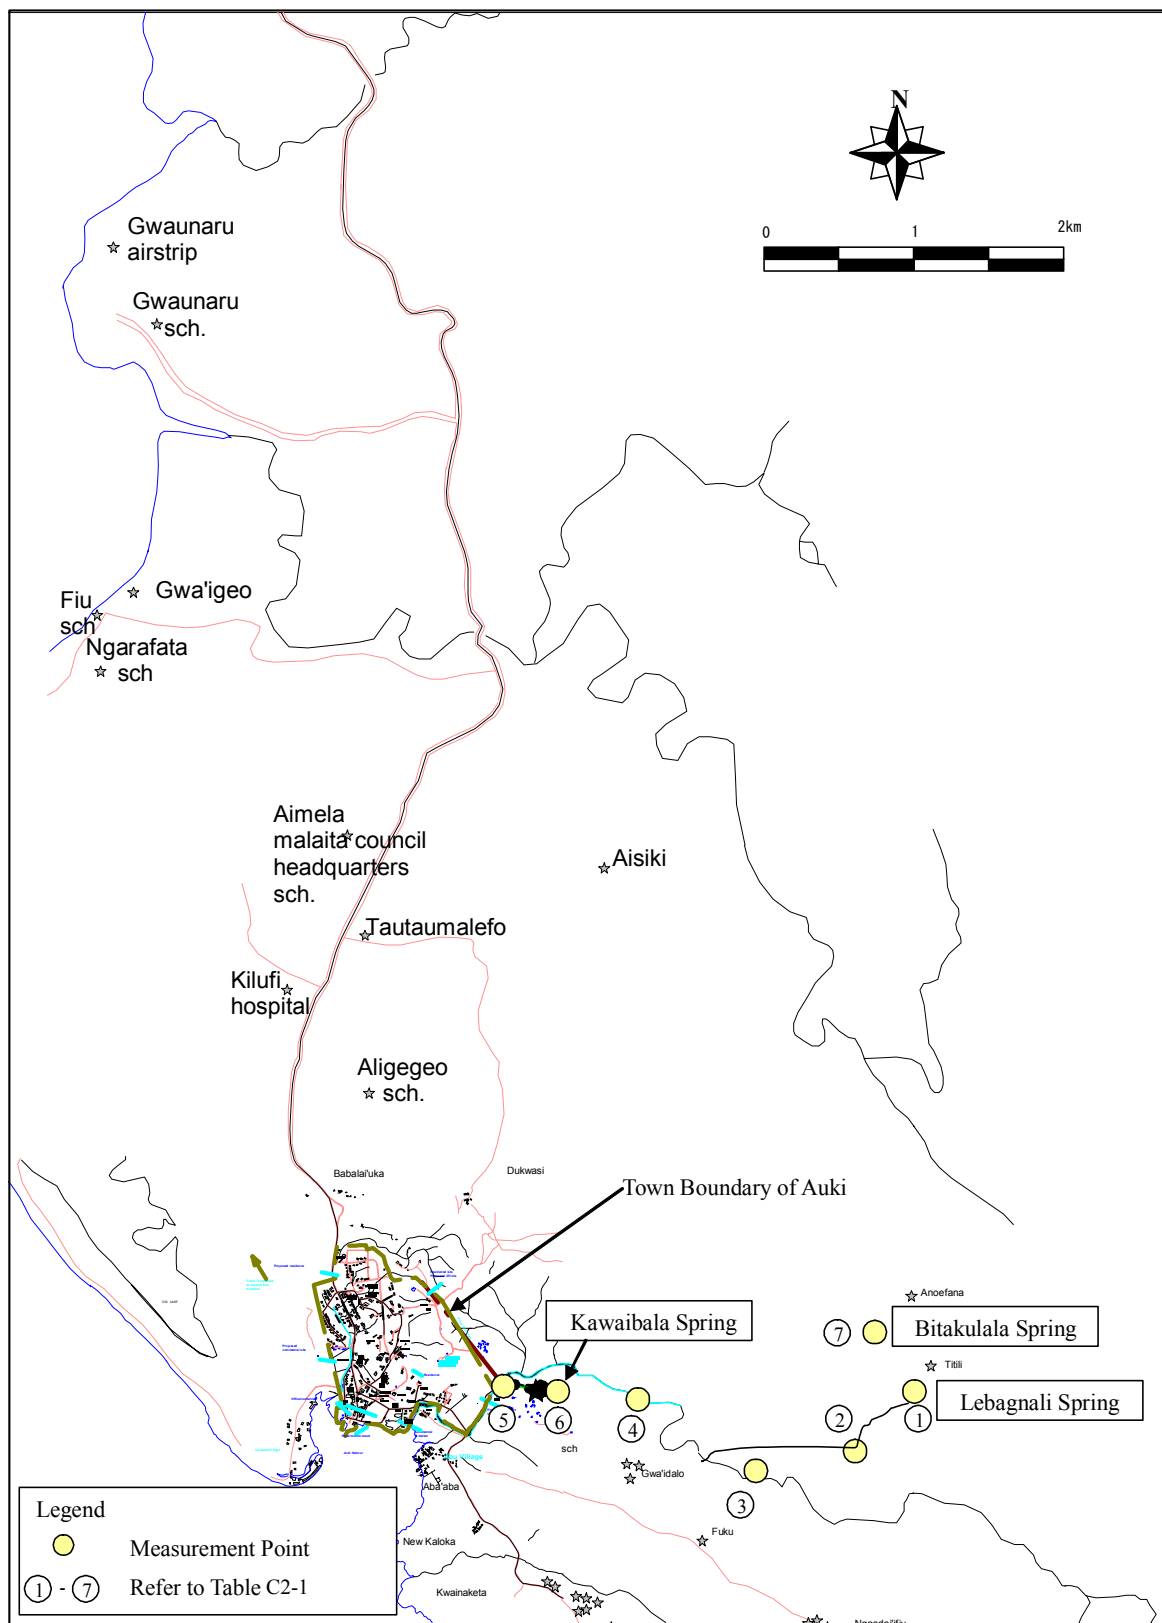 N
0 1 2km
Gwaunaru
airstrip
Gwaunaru
sch.
Gwa'igeo
Fiu
sch
Ngarafata
sch
Aimela
malaita council
headquarters
sch.
Aisiki
Tautaumalefo
Kilufi
hospital
Aligegeo
sch.
Babalai'uka
Dukwasi
Town Boundary of Auki
Anoefana
Kawaibala Spring
7
Bitakulala Spring
Titili
Lebagnali Spring
5
6
4
2
1
sch
Gwa'idalo
3
Aba'aba
Fuku
New Kaloka
Kwainaketa
Legend
Measurement Point
1 - 7 Refer to Table C2-1